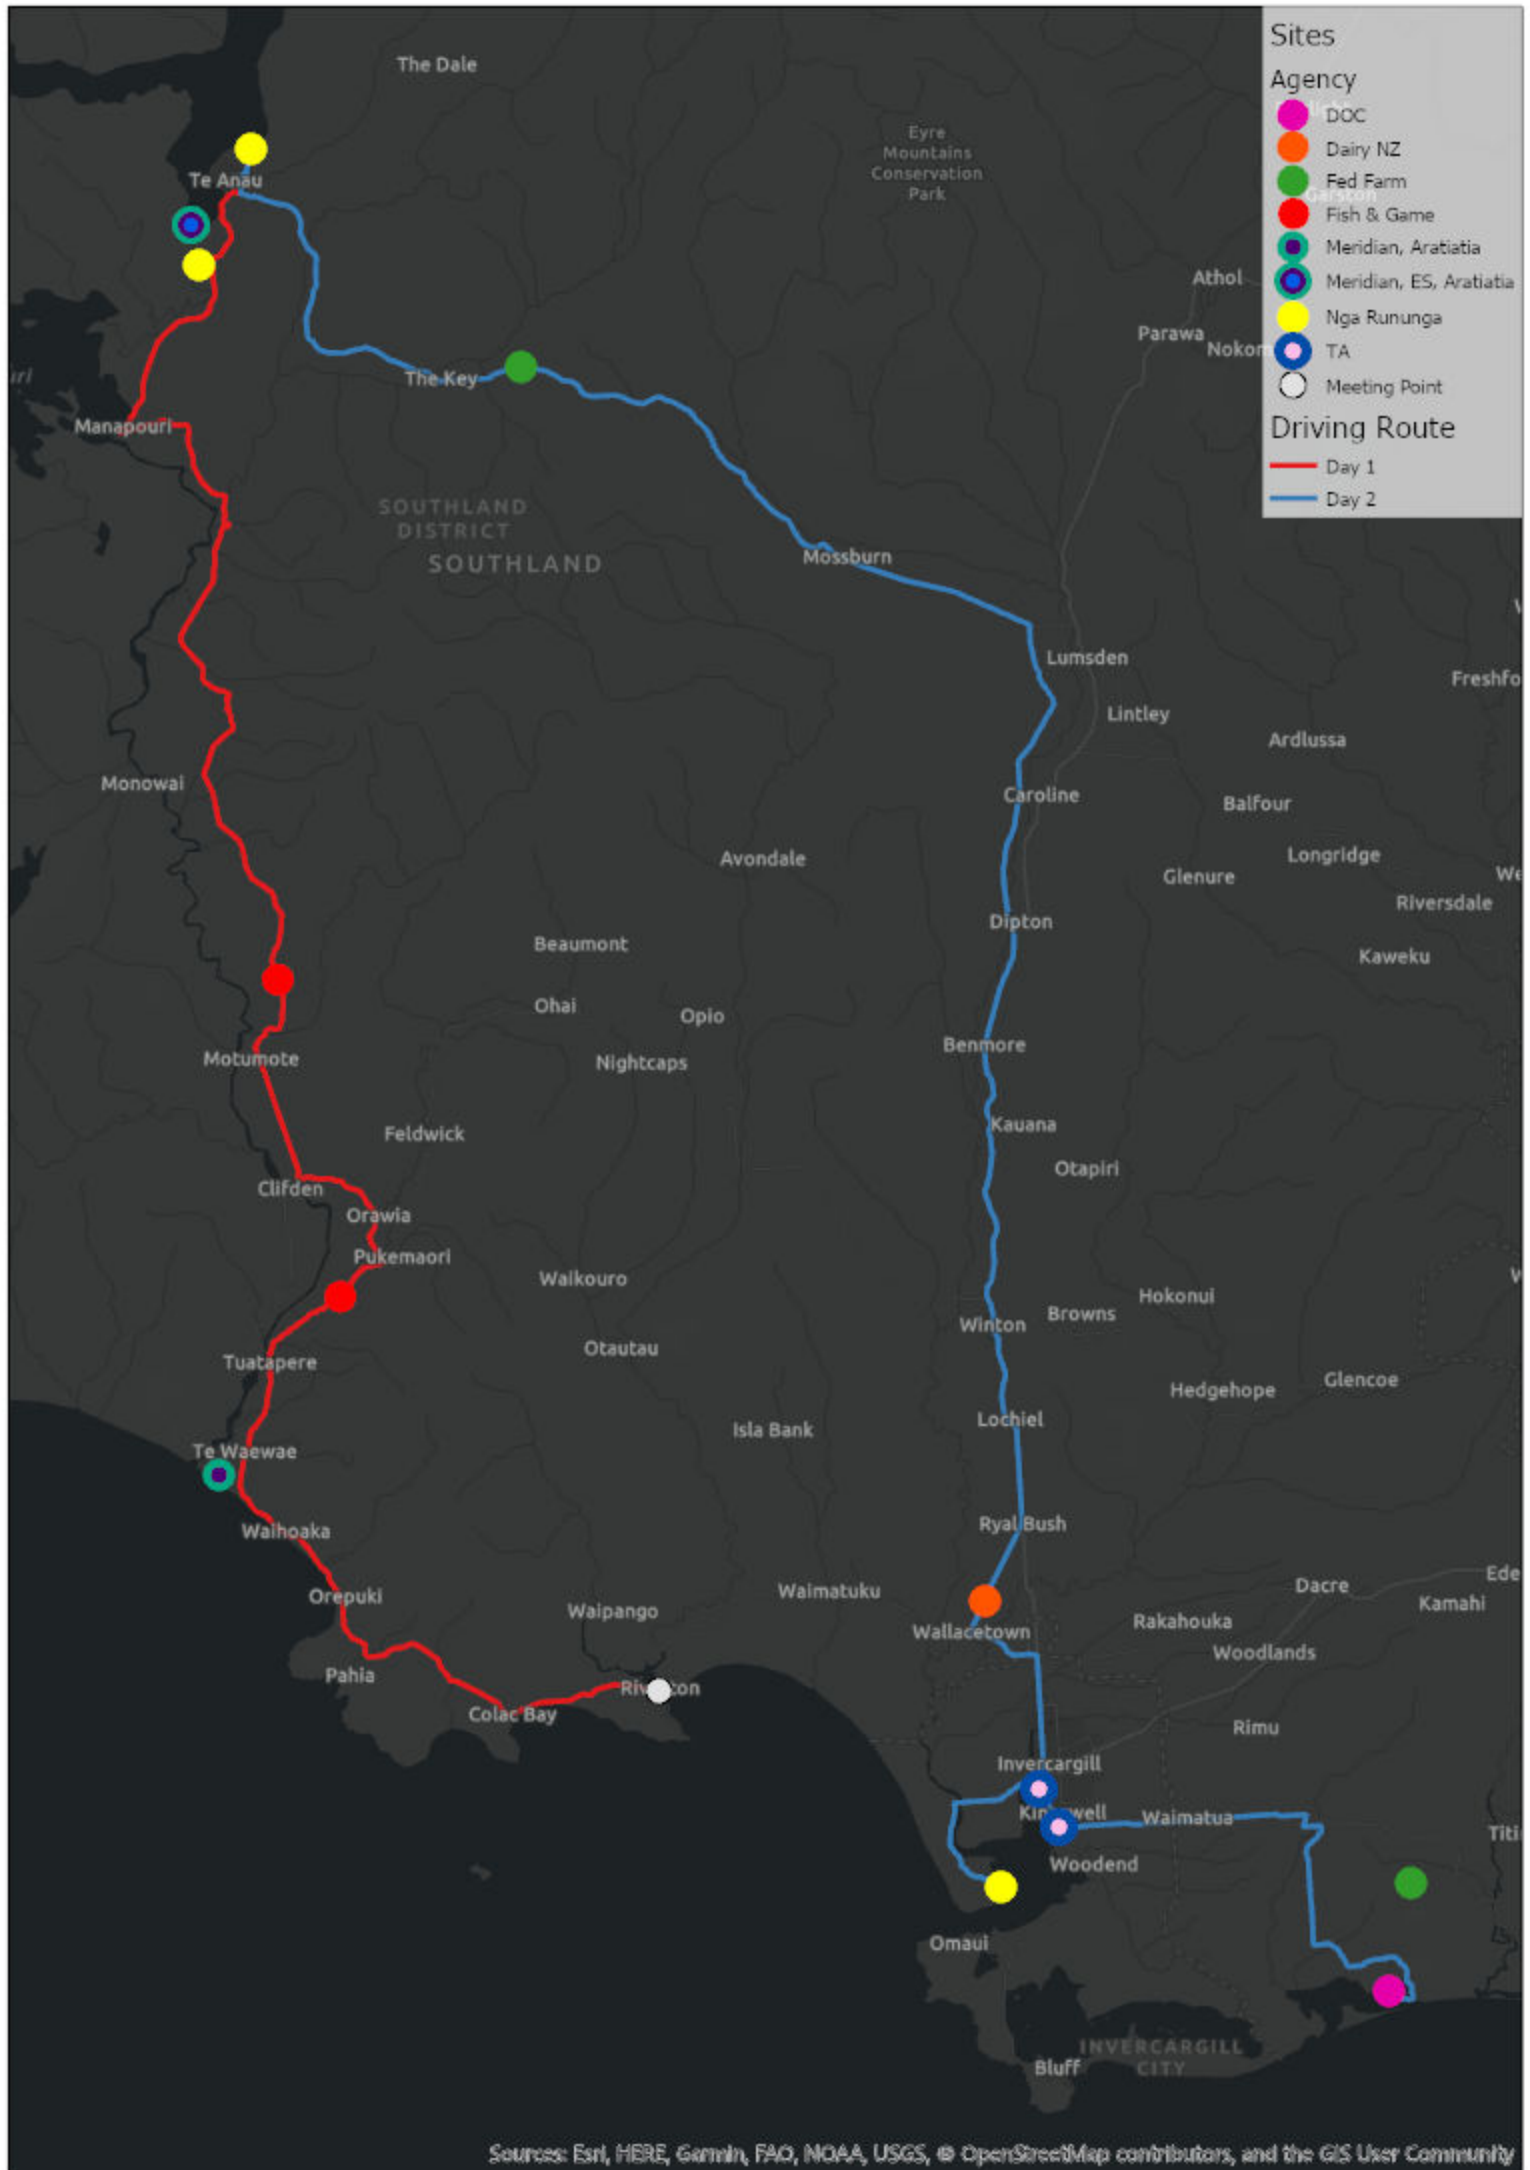 Sites
Agency
DOC
Dairy NZ
Fed Farm
Garston
Fish & Game
Meridian, Aratiatia
Meridian, ES, Aratiatia
Nga Rununga
TA
Meeting Point
Driving Route
Day 1
Day 2
The Dale
Eyre
Mountains
Conservation
Park
Te Anau
Athol
Parawa
Nokom
The Key
Manapouri
SOUTHLAND
DISTRICT
SOUTHLAND
Mossburn
Lumsden
Freshfo
Lintley
Ardlussa
Monowai
Caroline
Balfour
Avondale
Longridge
Glenure
We
Riversdale
Dipton
Beaumont
Kaweku
Ohai
Opio
Benmore
Motumote
Nightcaps
Kauana
Feldwick
Otapiri
Clifden
Orawia
Pukemaori
Waikouro
Hokonui
Browns
Winton
Otautau
Tuatapere
Glencoe
Hedgehope
Lochiel
Isla Bank
Te Waewae
Ryal Bush
Waihoaka
Ede
Dacre
Waimatuku
Orepuki
Kamahi
Waipango
Rakahouka
Wallacetown
Woodlands
Pahia
Colac Bay
Rimu
Invercargill
Waimatua
Titi
Woodend
Omaui
INVERCARGILL
CITY
Bluff
Sources: Esri, HERE, Garmin, FAO, NOAA, USGS, © OpenStreetMap contributors, and the GIS User Community